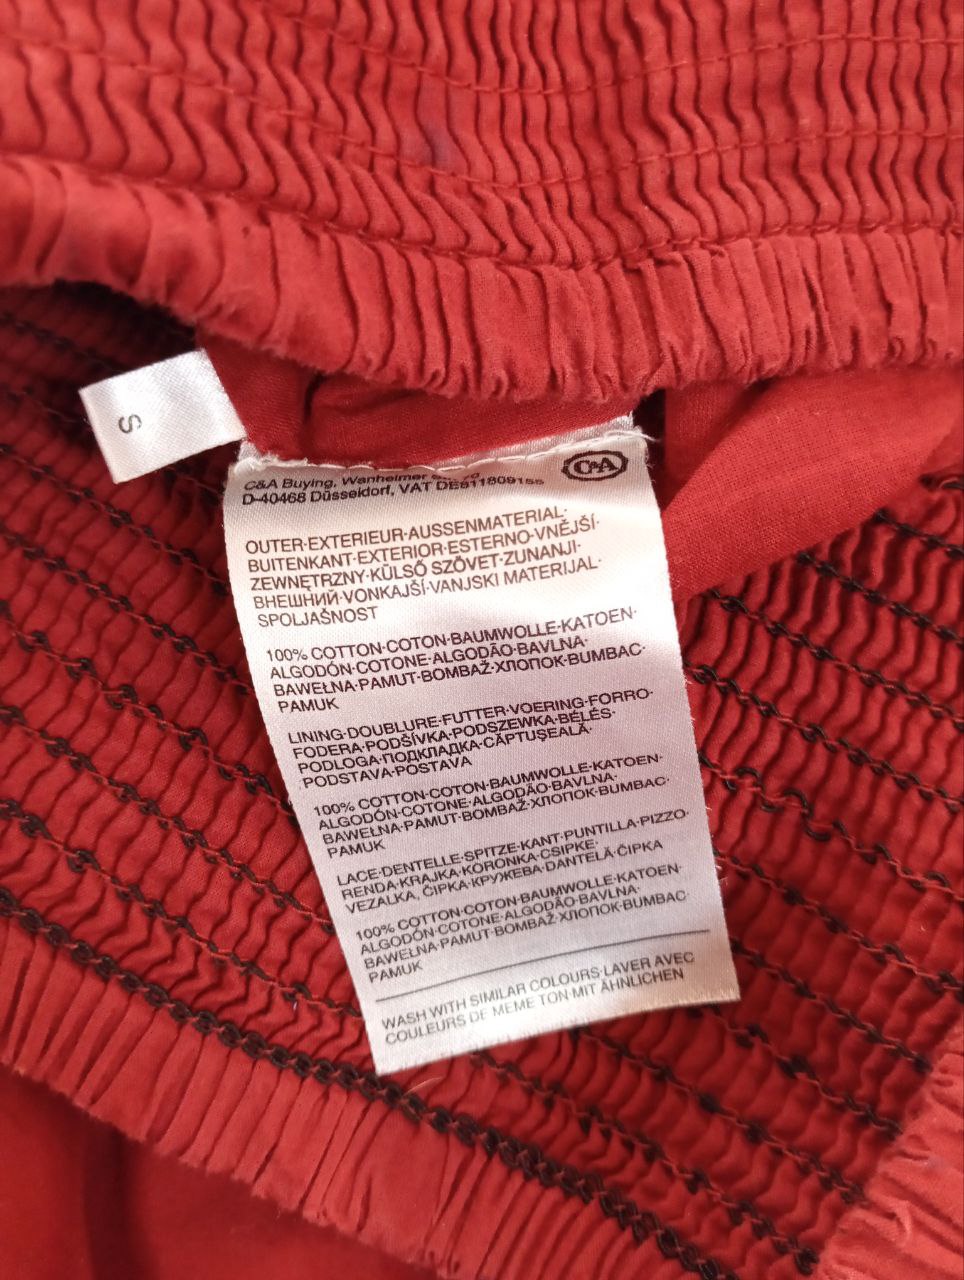 S
C&A
C&A Buying, Wanheimer
D-40468 Düsseldorf, VAT DE811809155
OUTER·EXTERIEUR·AUSSENMATERIAL·
BUITENKANT·EXTERIOR·ESTERNO·VNĚJŠÍ·
ZEWNĘTRZNY·KÜLSŐ SZÖVET·ZUNANJI·
ВНЕШНИЙ·VONKAJŠÍ·VANJSKI MATERIJAL·
SPOLJAŠNOST
100% COTTON·COTON·BAUMWOLLE·KATOEN·
ALGODÓN·COTONE·ALGODÃO·BAVLNA·
BAWEŁNA·PAMUT·BOMBAŽ·ХЛОПОК·BUMBAC·
PAMUK
LINING·DOUBLURE·FUTTER·VOERING·FORRO·
FODERA·PODŠÍVKA·PODSZEWKA·BÉLÉS·
PODLOGA·ПОДКЛАДКА·CĂPTUŞEALĂ·
PODSTAVA·POSTAVA
100% COTTON·COTON·BAUMWOLLE·KATOEN·
ALGODÓN·COTONE·ALGODÃO·BAVLNA·
BAWEŁNA·PAMUT·BOMBAŽ·ХЛОПОК·BUMBAC·
PAMUK
LACE·DENTELLE·SPITZE·KANT·PUNTILLA·PIZZO·
RENDA·KRAJKA·KORONKA·CSIPKE·
VEZALKA, ČIPKA·КРУЖЕВА·DANTELĂ·ČIPKA
100% COTTON·COTON·BAUMWOLLE·KATOEN·
ALGODÓN·COTONE·ALGODÃO·BAVLNA·
BAWEŁNA·PAMUT·BOMBAŽ·ХЛОПОК·BUMBAC
PAMUK
WASH WITH SIMILAR COLOURS·LAVER AVEC
COULEURS DE MEME TON·MIT ÄHNLICHEN